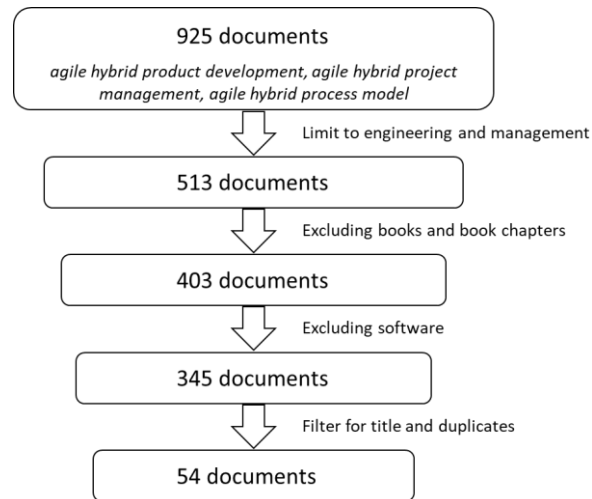 925 documents
agile hybrid product development, agile hybrid project
management, agile hybrid process model
Limit to engineering and management
513 documents
Excluding books and book chapters
403 documents
Excluding software
345 documents
Filter for title and duplicates
54 documents